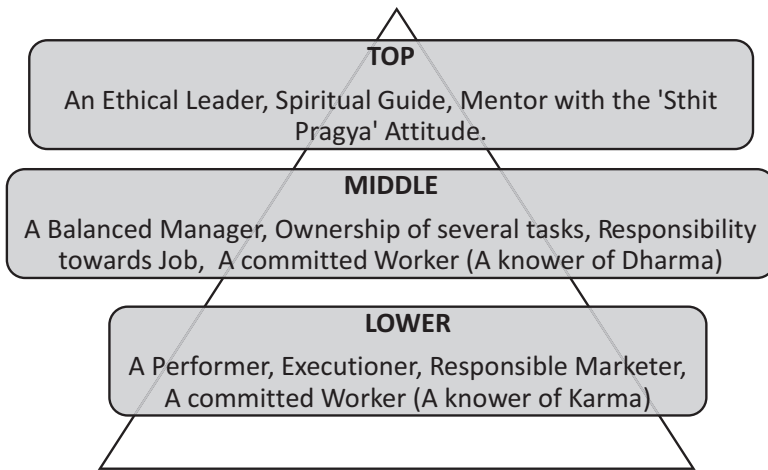 TOP
An Ethical Leader, Spiritual Guide, Mentor with the 'Sthit
Pragya' Attitude.
MIDDLE
A Balanced Manager, Ownership of several tasks, Responsibility
towards Job, A committed Worker (A knower of Dharma)
LOWER
A Performer, Executioner, Responsible Marketer,
A committed Worker (A knower of Karma)